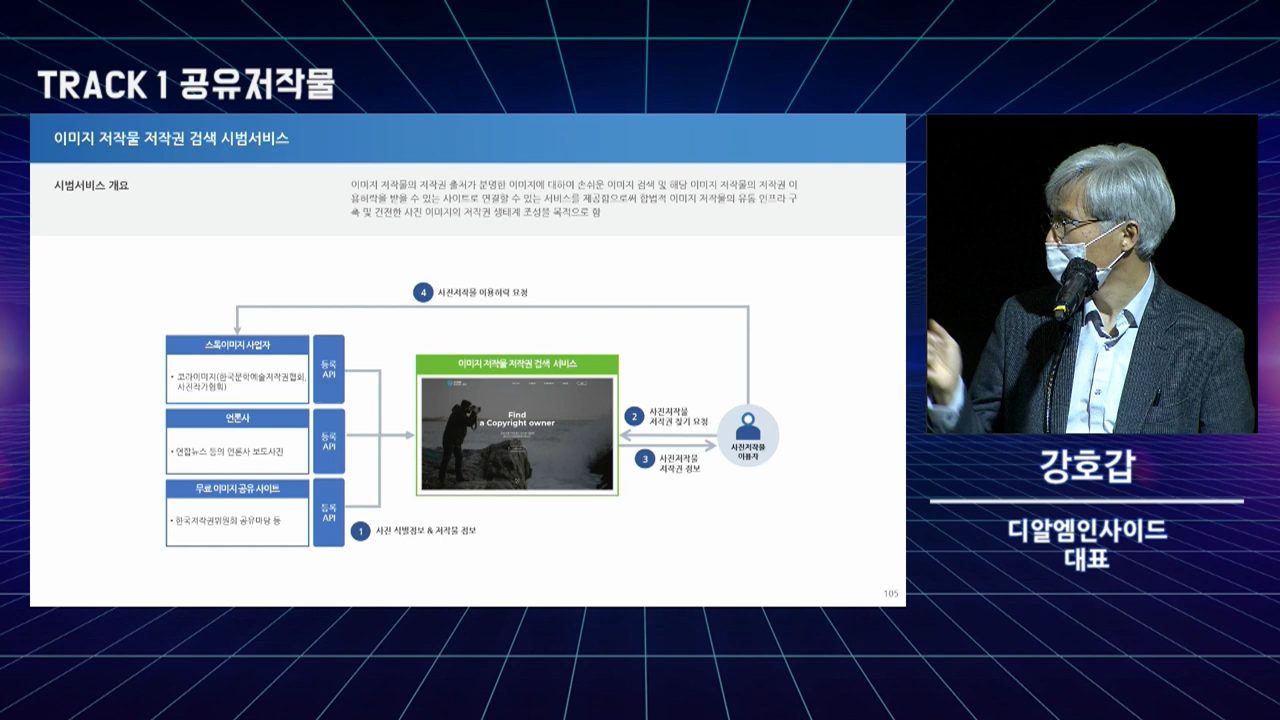 TRACK 1 공유저작물
이미지 저작물 저작권 검색 시범서비스
시범서비스 개요
이미지 저작물의 저작권 출처가 분명한 이미지에 대하여 손쉬운 이미지 검색 및 해당 이미지 저작물의 저작권 이
용허락을 받을 수 있는 사이트로 연결할 수 있는 서비스를 제공함으로써 합법적 이미지 저작물의 유통 인프라 구
축 및 건전한 사진 이미지의 저작권 생태계 조성을 목적으로 함
4 사진저작물 이용허락 요청
스톡이미지 사업자
• 코라이미지(한국문학예술저작권협회,
사진작가협회)
등록
API
언론사
• 연합뉴스 등의 언론사 보도사진
등록
API
무료 이미지 공유 사이트
• 한국저작권위원회 공유마당 등
등록
API
1 사진 식별정보 & 저작물 정보
이미지 저작물 저작권 검색 서비스
Find
a Copyright owner
2 사진저작물
저작권 찾기 요청
3 사진저작물
저작권 정보
사진저작물
이용자
105
강호갑
디알엠인사이드
대표